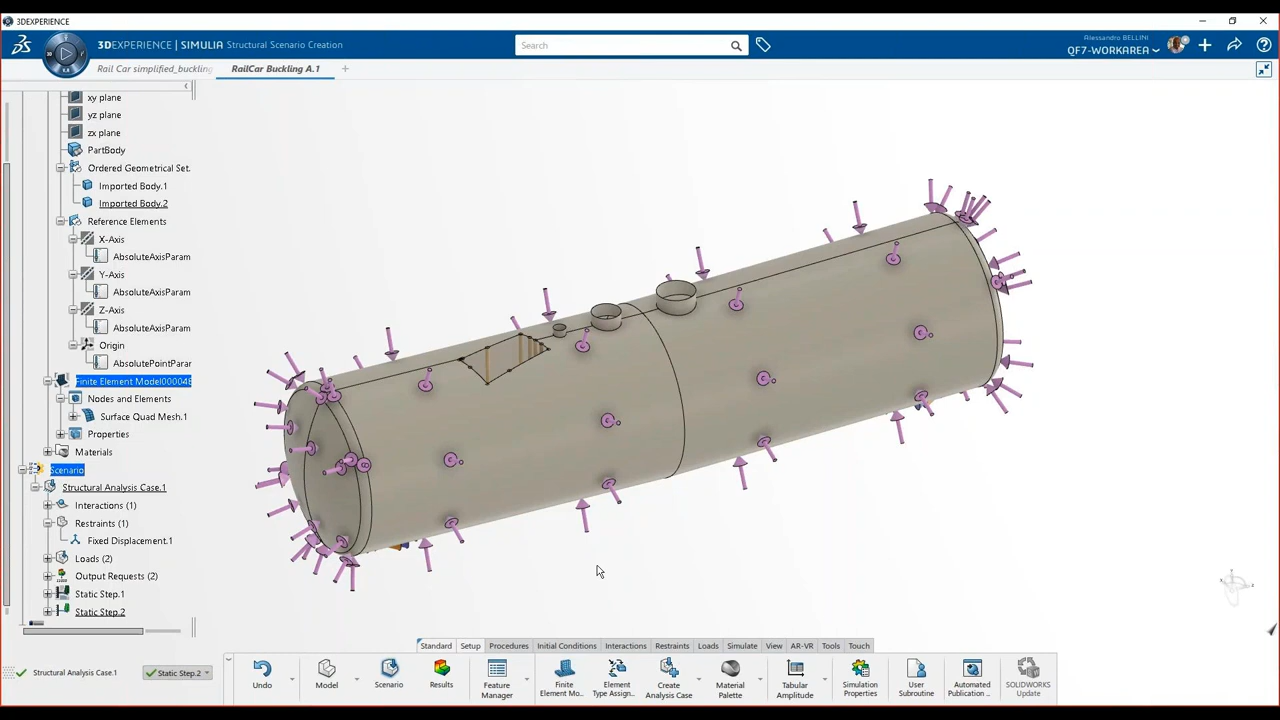 3DEXPERIENCE
3DEXPERIENCE | SIMULIA Structural Scenario Creation
Search
Alessandro BELLINI
QF7-WORKAREA
Rail Car simplified_buckling
RailCar Buckling A.1
xy plane
yz plane
zx plane
PartBody
Ordered Geometrical Set.
Imported Body.1
Imported Body.2
Reference Elements
X-Axis
AbsoluteAxisParam
Y-Axis
AbsoluteAxisParam
Z-Axis
AbsoluteAxisParam
Origin
AbsolutePointParar
Finite Element Model000048
Nodes and Elements
Surface Quad Mesh.1
Properties
Materials
Scenario
Structural Analysis Case.1
Interactions (1)
Restraints (1)
Fixed Displacement.1
Loads (2)
Output Requests (2)
Static Step.1
Static Step.2
Standard Setup Procedures Initial Conditions Interactions Restraints Loads Simulate View AR-VR Tools Touch
Structural Analysis Case.1
Static Step.2
Undo
Model
Scenario
Results
Feature Manager
Finite Element Mo...
Element Type Assign...
Create Analysis Case
Material Palette
Tabular Amplitude
Simulation Properties
User Subroutine
Automated Publication ...
SOLIDWORKS Update